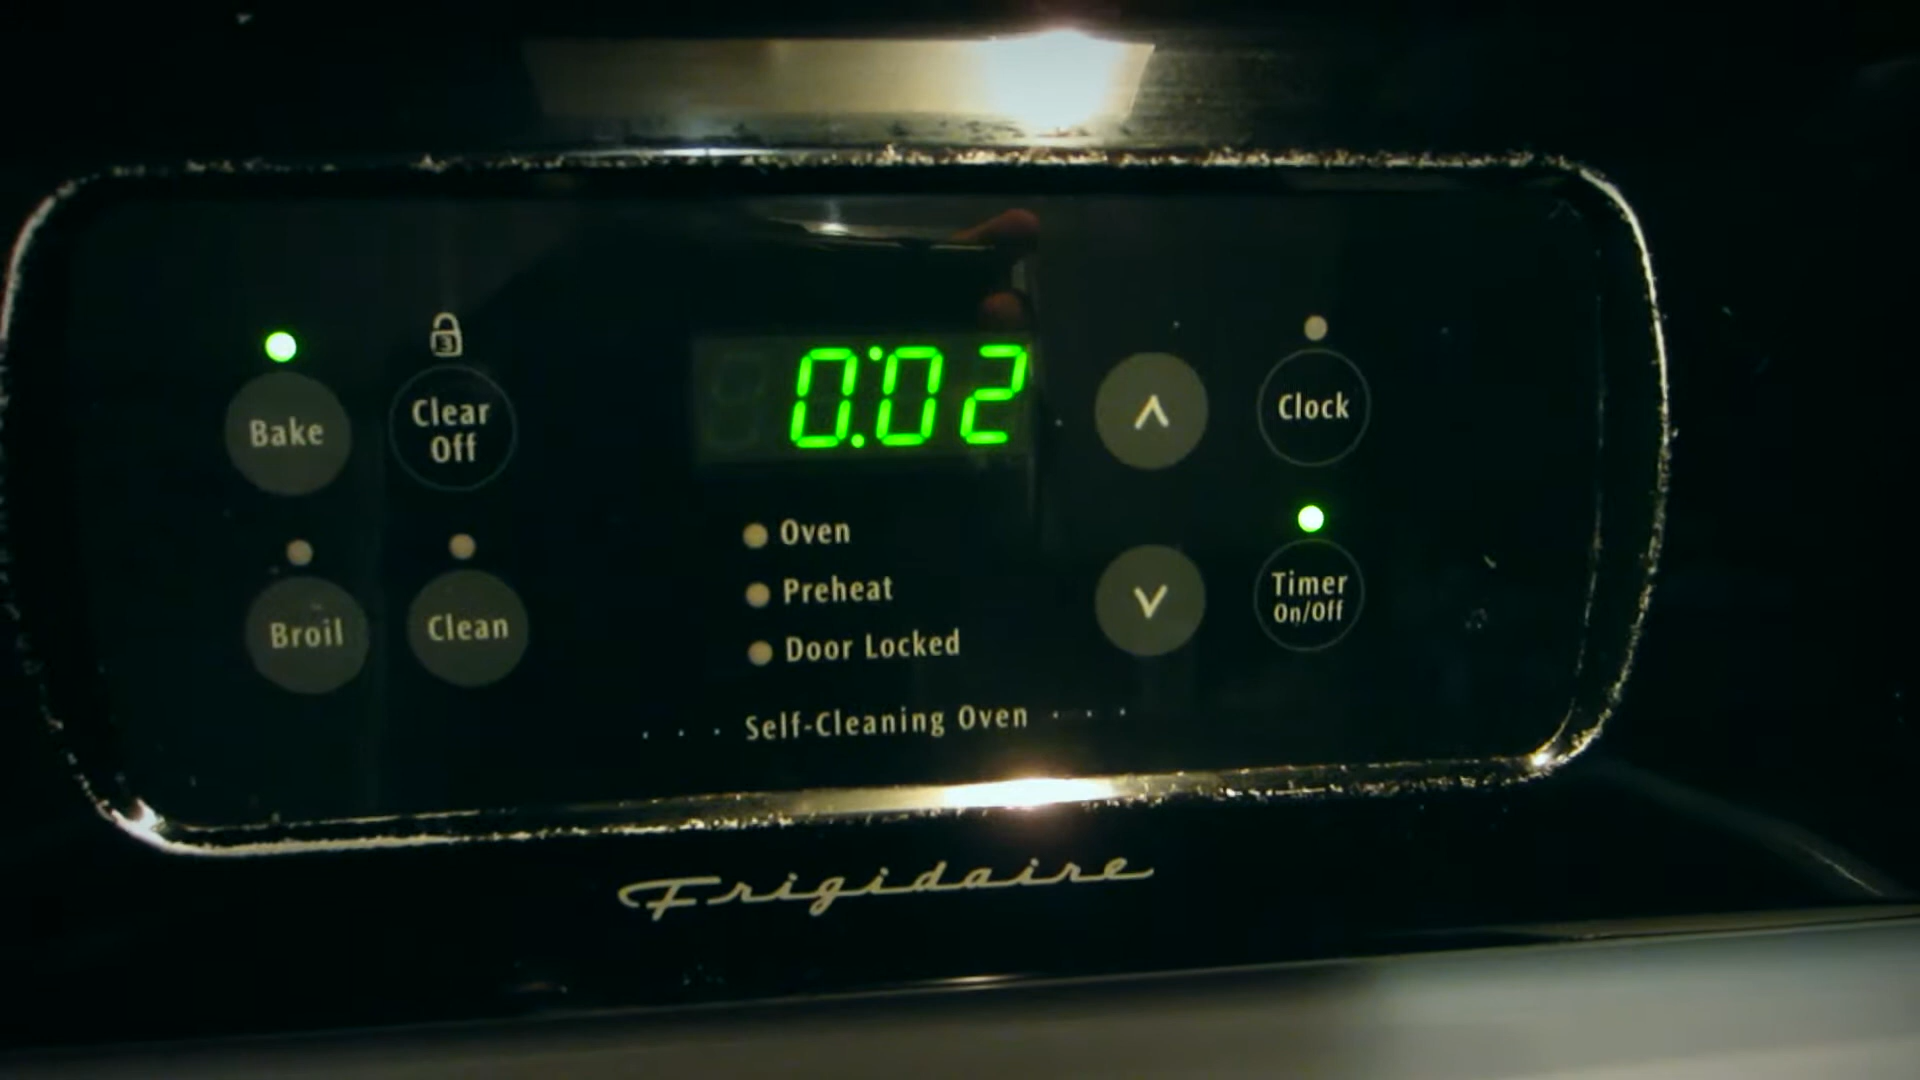 3
Bake
Clear
Off
0:02
Clock
Broil
Clean
Oven
Preheat
Door Locked
Timer
On/Off
Self-Cleaning Oven
Frigidaire